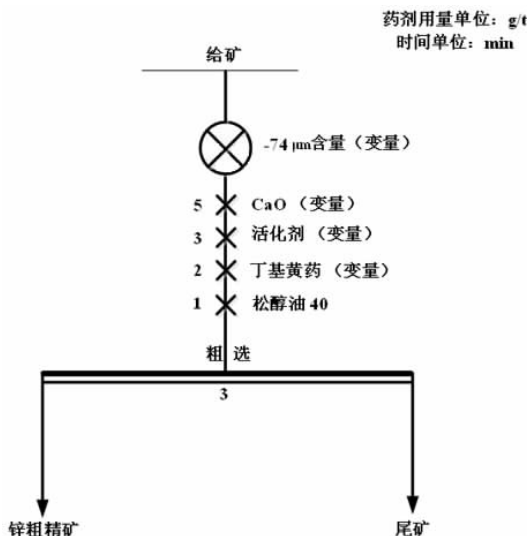 药剂用量单位：g/t
时间单位：min
给矿
-74 μm含量（变量）
5 CaO（变量）
3 活化剂（变量）
2 丁基黄药（变量）
1 松醇油 40
粗 选
3
锌粗精矿 尾矿